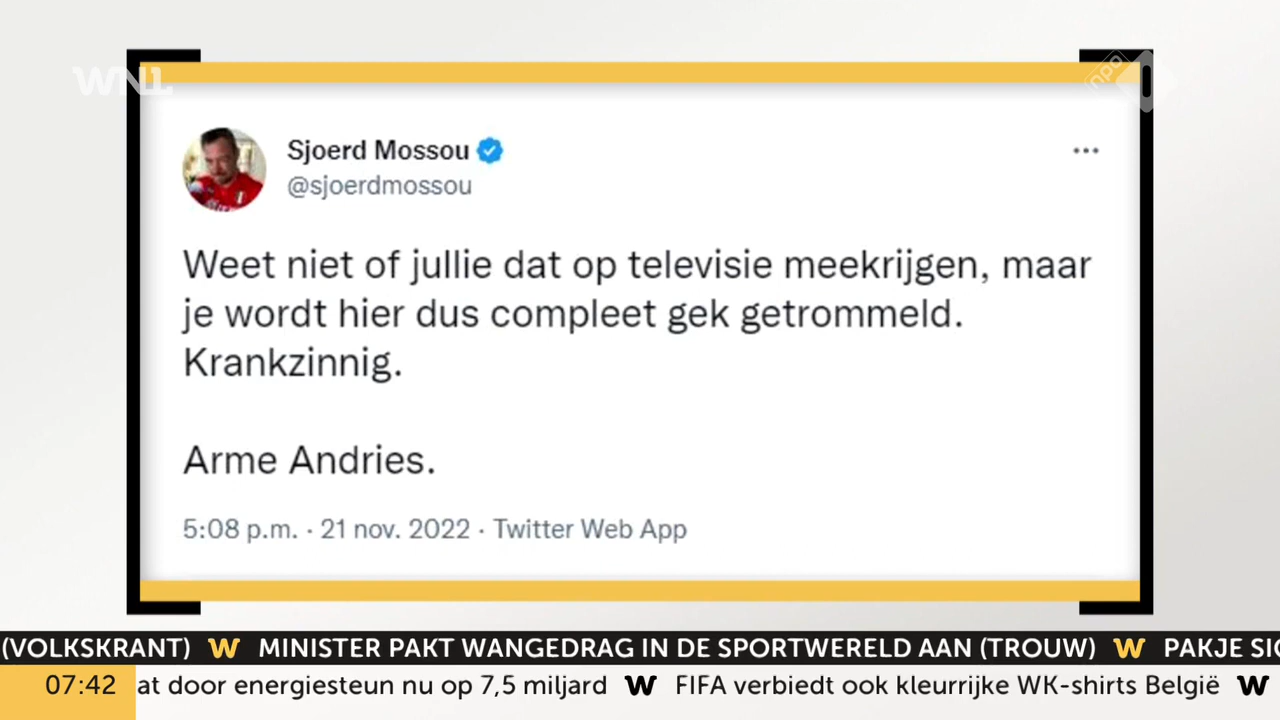 WNL
npo
1
Sjoerd Mossou
@sjoerdmossou
Weet niet of jullie dat op televisie meekrijgen, maar
je wordt hier dus compleet gek getrommeld.
Krankzinnig.
Arme Andries.
5:08 p.m. · 21 nov. 2022 · Twitter Web App
(VOLKSKRANT) W MINISTER PAKT WANGEDRAG IN DE SPORTWERELD AAN (TROUW) W PAKJE
07:42 at door energiesteun nu op 7,5 miljard W FIFA verbiedt ook kleurrijke WK-shirts België W